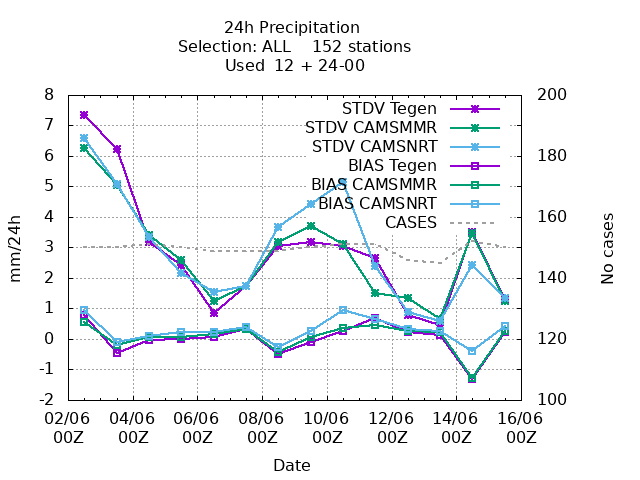 24h Precipitation
Selection: ALL    152 stations
Used  12 + 24-00
8
7
6
5
4
3
2
1
0
-1
-2
mm/24h
200
180
160
140
120
100
No cases
STDV Tegen
STDV CAMSMMR
STDV CAMSNRT
BIAS Tegen
BIAS CAMSMMR
BIAS CAMSNRT
CASES
02/06 04/06 06/06 08/06 10/06 12/06 14/06 16/06
00Z 00Z 00Z 00Z 00Z 00Z 00Z 00Z
Date